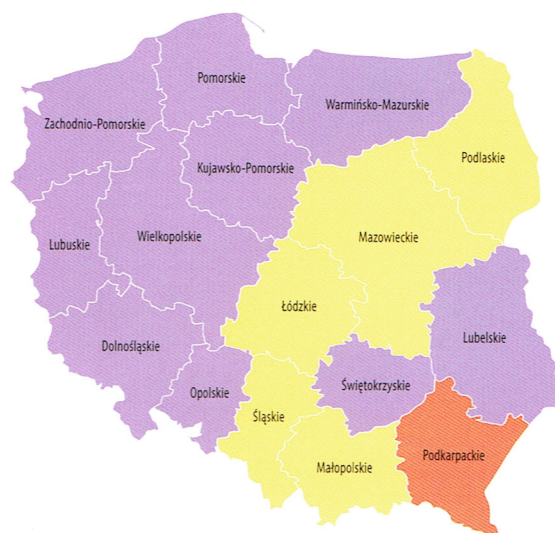 Pomorskie
Warmińsko-Mazurskie
Zachodnio-Pomorskie
Podlaskie
Kujawsko-Pomorskie
Wielkopolskie
Mazowieckie
Lubuskie
Łódzkie
Lubelskie
Dolnośląskie
Świętokrzyskie
Opolskie
Śląskie
Podkarpackie
Małopolskie